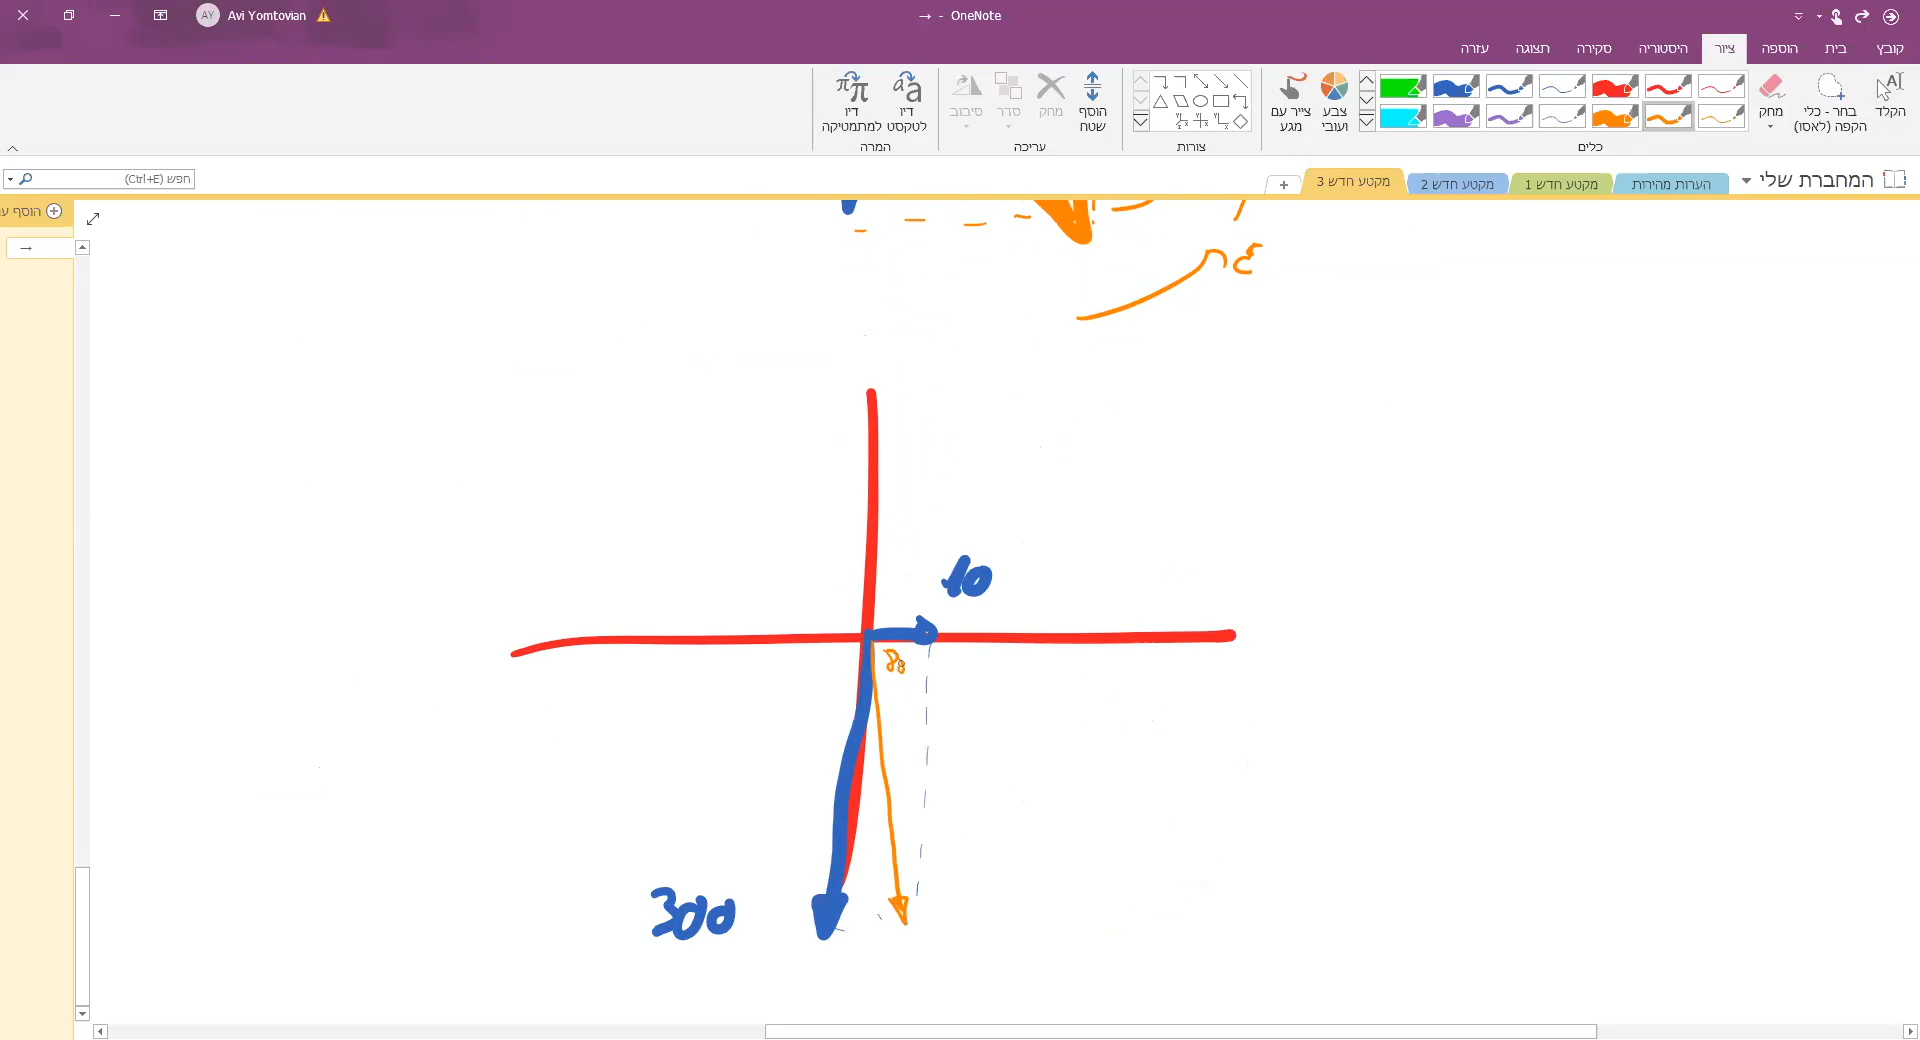 Avi Yomtovian
→ - OneNote
קובץ בית הוספה ציור היסטוריה סקירה תצוגה עזרה
הקלד
בחר - כלי הקפה (לאסו)
מחק
כלים
צבע ועובי
צייר עם מגע
צורות
הוסף שטח
מחק
סדר
סיבוב
עריכה
דיו לטקסט
דיו למתמטיקה
המרה
המחברת שלי
הערות מהירות
מקטע חדש 1
מקטע חדש 2
מקטע חדש 3
+
חפש (Ctrl+E)
הוסף
→
10
300